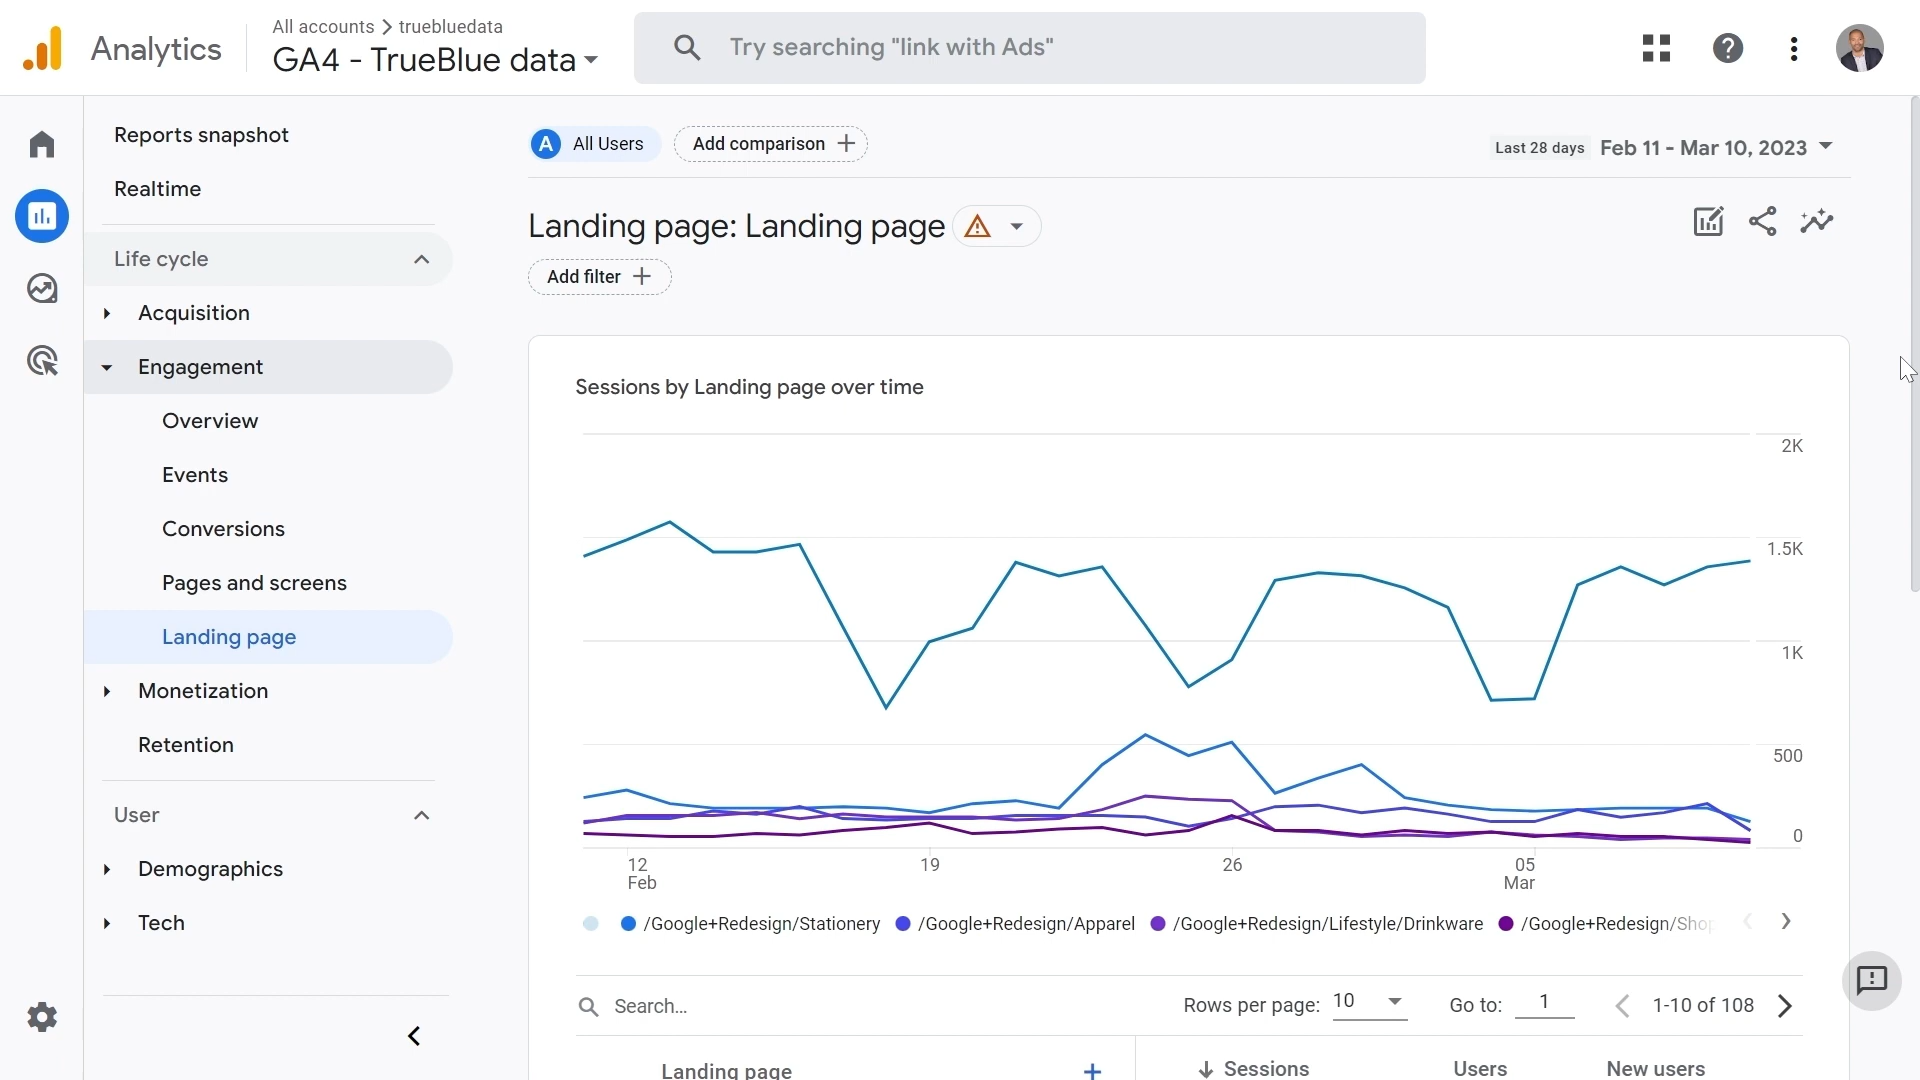 Analytics
All accounts > truebluedata
GA4 - TrueBlue data
Try searching "link with Ads"
Reports snapshot
Realtime
Life cycle
Acquisition
Engagement
Overview
Events
Conversions
Pages and screens
Landing page
Monetization
Retention
User
Demographics
Tech
A All Users
Add comparison +
Last 28 days Feb 11 - Mar 10, 2023
Landing page: Landing page
Add filter +
Sessions by Landing page over time
2K
1.5K
1K
500
0
12 19 26 05
Feb Mar
/Google+Redesign/Stationery /Google+Redesign/Apparel /Google+Redesign/Lifestyle/Drinkware /Google+Redesign/Shop
Search... Rows per page: 10 Go to: 1 1-10 of 108
Landing page + Sessions Users New users